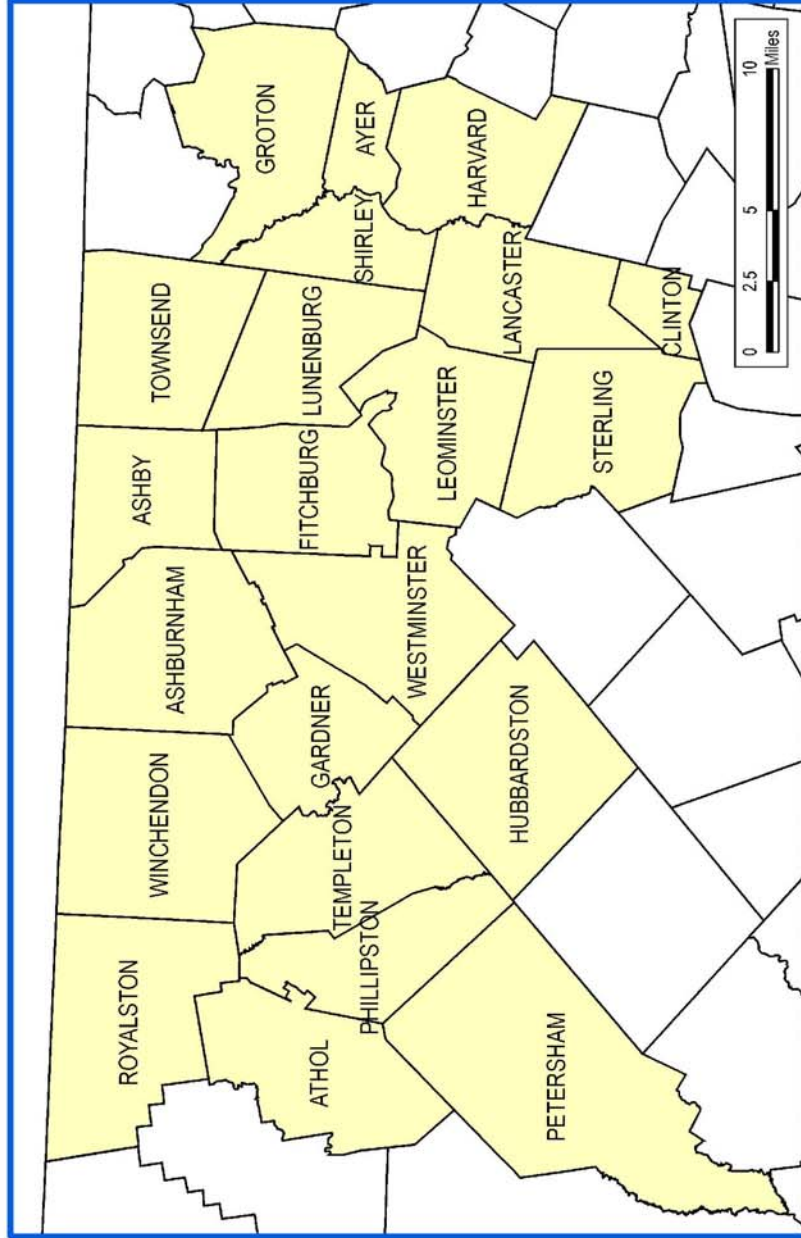 ROYALSTON
WINCHENDON
ASHBURNHAM
ASHBY
TOWNSEND
GROTON
ATHOL
PHILLIPSTON
TEMPLETON
GARDNER
FITCHBURG
LUNENBURG
SHIRLEY
AYER
WESTMINSTER
LEOMINSTER
LANCASTER
HARVARD
PETERSHAM
HUBBARDSTON
STERLING
CLINTON
0 2.5 5 10
Miles